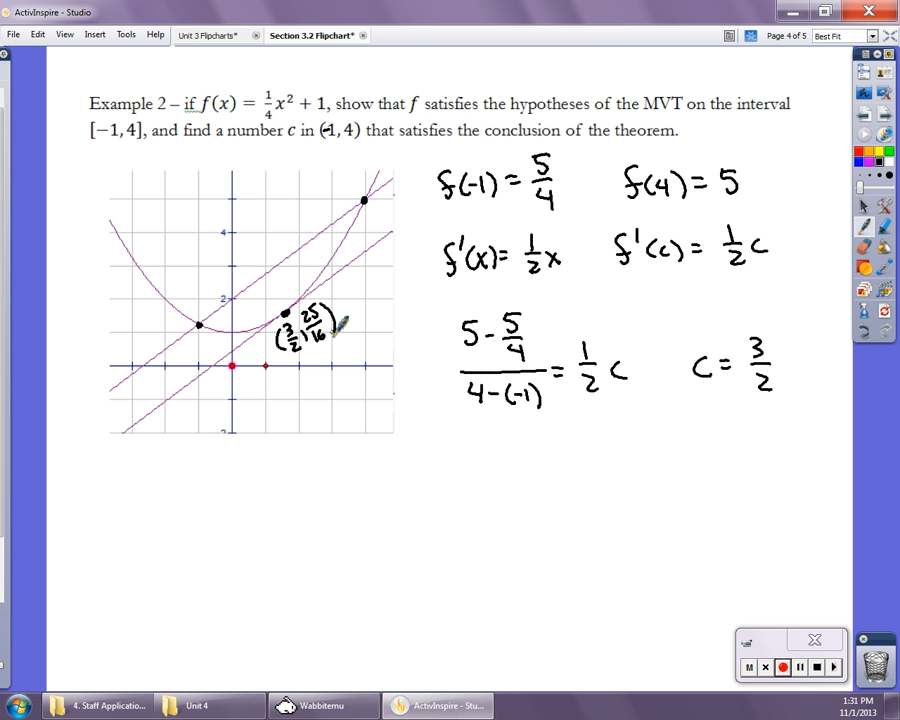 ActivInspire - Studio
File Edit View Insert Tools Help Unit 3 Flipcharts* Section 3.2 Flipchart* Page 4 of 5 Best Fit
Example 2 – if f(x) = 1/4 x² + 1, show that f satisfies the hypotheses of the MVT on the interval
[−1, 4], and find a number c in (-1, 4) that satisfies the conclusion of the theorem.
f(-1) = 5/4 f(4) = 5
f'(x) = 1/2 x f'(c) = 1/2 c
4
2
(3/2, 25/16)
(5 - 5/4)/(4 - (-1)) = 1/2 c c = 3/2
M
4. Staff Applicatio... Unit 4 Wabbitemu ActivInspire - Stu...
1:31 PM
11/1/2013